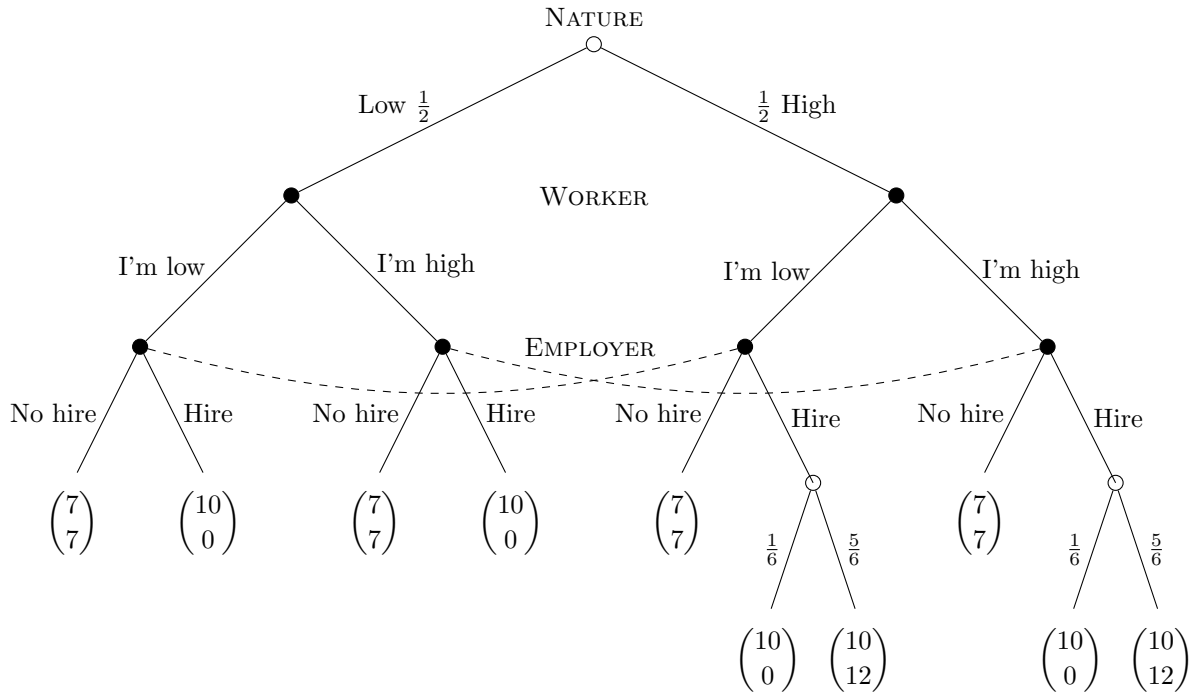 NATURE
Low 1/2
1/2 High
WORKER
I'm low
I'm high
I'm low
I'm high
EMPLOYER
No hire
Hire
No hire
Hire
No hire
Hire
No hire
Hire
(7 7)
(10 0)
(7 7)
(10 0)
(7 7)
(7 7)
1/6
5/6
1/6
5/6
(10 0)
(10 12)
(10 0)
(10 12)